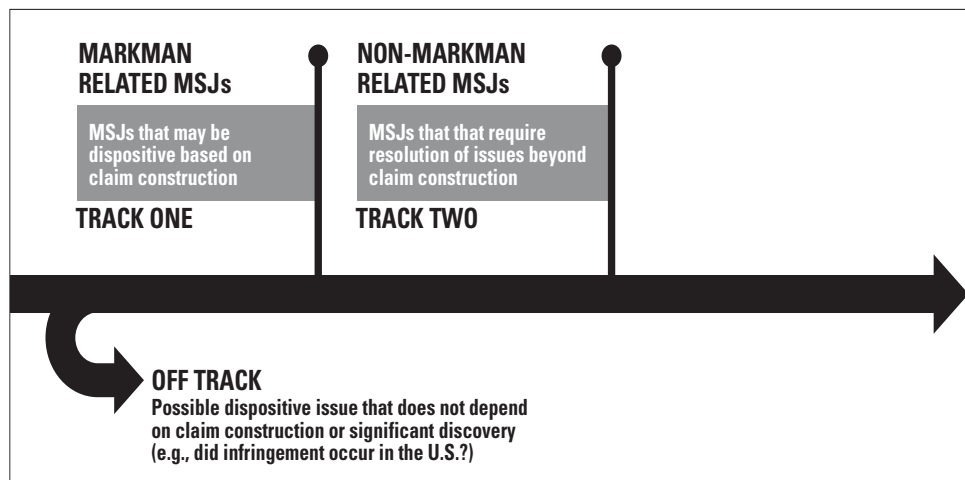 MARKMAN
RELATED MSJs
MSJs that may be
dispositive based on
claim construction
TRACK ONE
NON-MARKMAN
RELATED MSJs
MSJs that that require
resolution of issues beyond
claim construction
TRACK TWO
OFF TRACK
Possible dispositive issue that does not depend
on claim construction or significant discovery
(e.g., did infringement occur in the U.S.?)